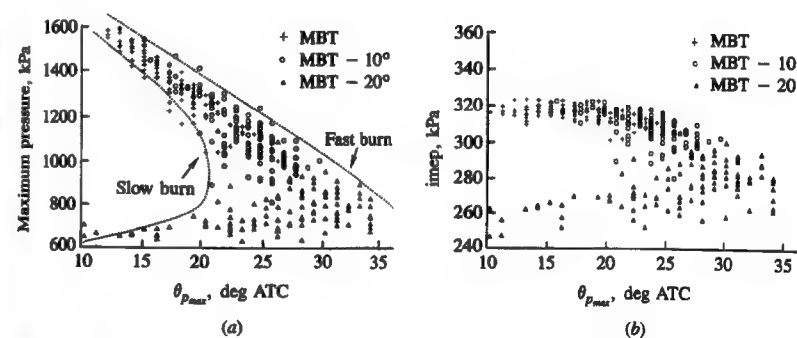 1600
1400
1200
1000
800
600
Maximum pressure, kPa
+ MBT
○ MBT − 10°
▲ MBT − 20°
Fast burn
Slow burn
10 15 20 25 30 35
θpmax, deg ATC
(a)
360
340
320
300
280
260
240
imep, kPa
+ MBT
○ MBT − 10
▲ MBT − 20
10 15 20 25 30 35
θpmax, deg ATC
(b)